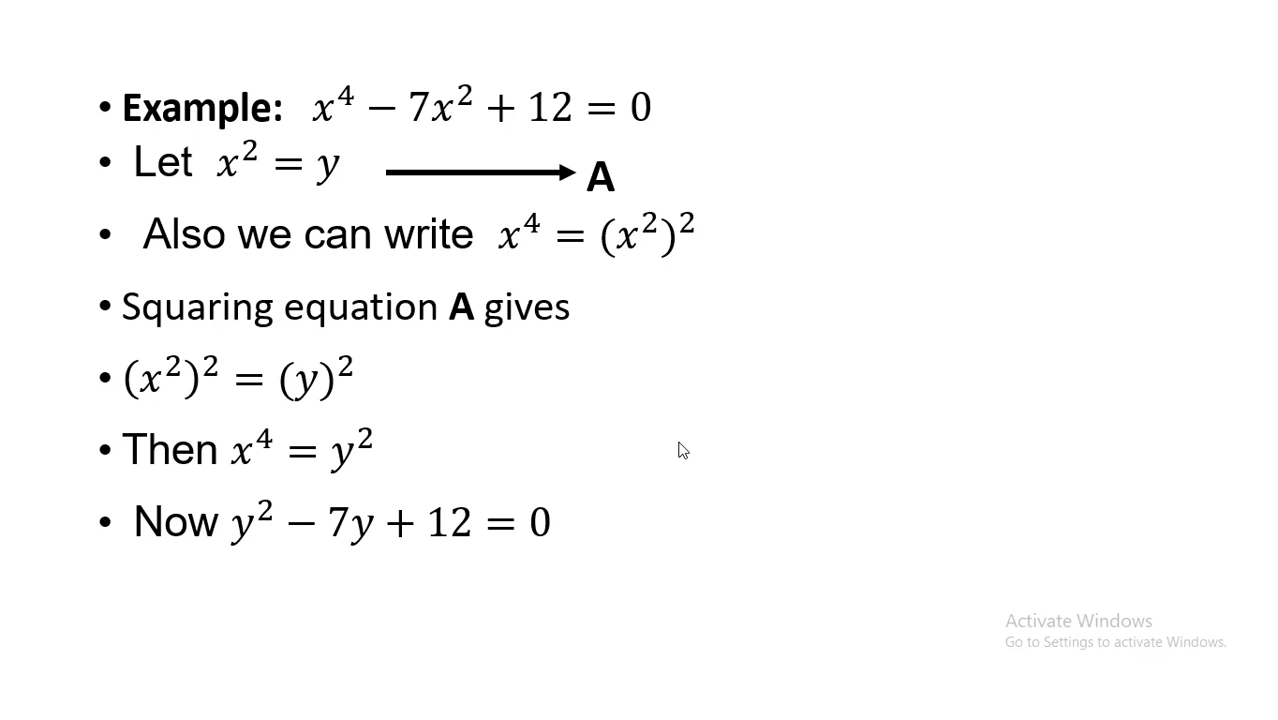 • Example: x⁴ − 7x² + 12 = 0
• Let x² = y → A
• Also we can write x⁴ = (x²)²
• Squaring equation A gives
• (x²)² = (y)²
• Then x⁴ = y²
• Now y² − 7y + 12 = 0
Activate Windows
Go to Settings to activate Windows.